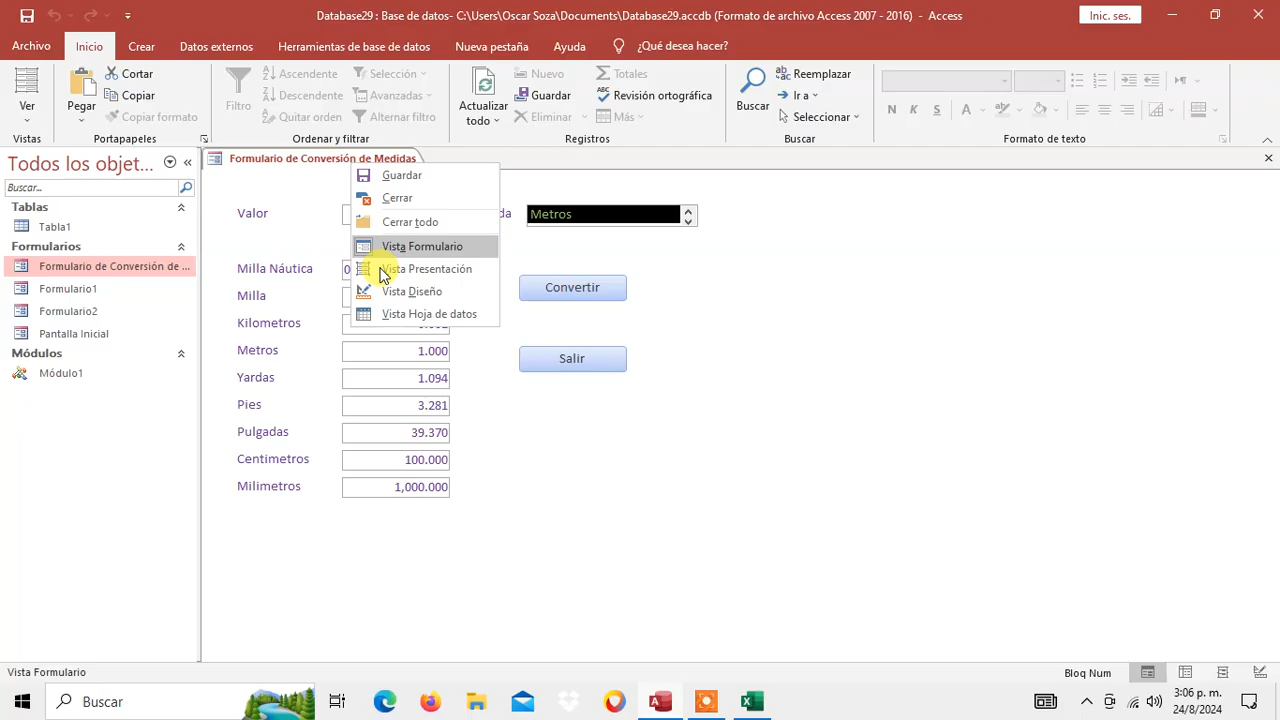 Database29 : Base de datos- C:\Users\Oscar Soza\Documents\Database29.accdb (Formato de archivo Access 2007 - 2016) – Access
Inic. ses.
Archivo
Inicio
Crear
Datos externos
Herramientas de base de datos
Nueva pestaña
Ayuda
¿Qué desea hacer?
Ver
Pegar
Cortar
Copiar
Copiar formato
Filtro
Ascendente
Descendente
Quitar orden
Selección
Avanzadas
Alternar filtro
Actualizar
todo
Nuevo
Guardar
Eliminar
Totales
Revisión ortográfica
Más
Buscar
Reemplazar
Ir a
Seleccionar
N K S
Vistas
Portapapeles
Ordenar y filtrar
Registros
Buscar
Formato de texto
Todos los objet...
Buscar...
Tablas
Tabla1
Formularios
Formulario de Conversión de ...
Formulario1
Formulario2
Pantalla Inicial
Módulos
Módulo1
Formulario de Conversión de Medidas
Guardar
Cerrar
Cerrar todo
Vista Formulario
Vista Presentación
Vista Diseño
Vista Hoja de datos
Valor
da
Metros
Milla Náutica
0
Milla
Kilometros
Metros
1.000
Yardas
1.094
Pies
3.281
Pulgadas
39.370
Centimetros
100.000
Milimetros
1,000.000
Convertir
Salir
Vista Formulario
Bloq Num
Buscar
3:06 p. m.
24/8/2024